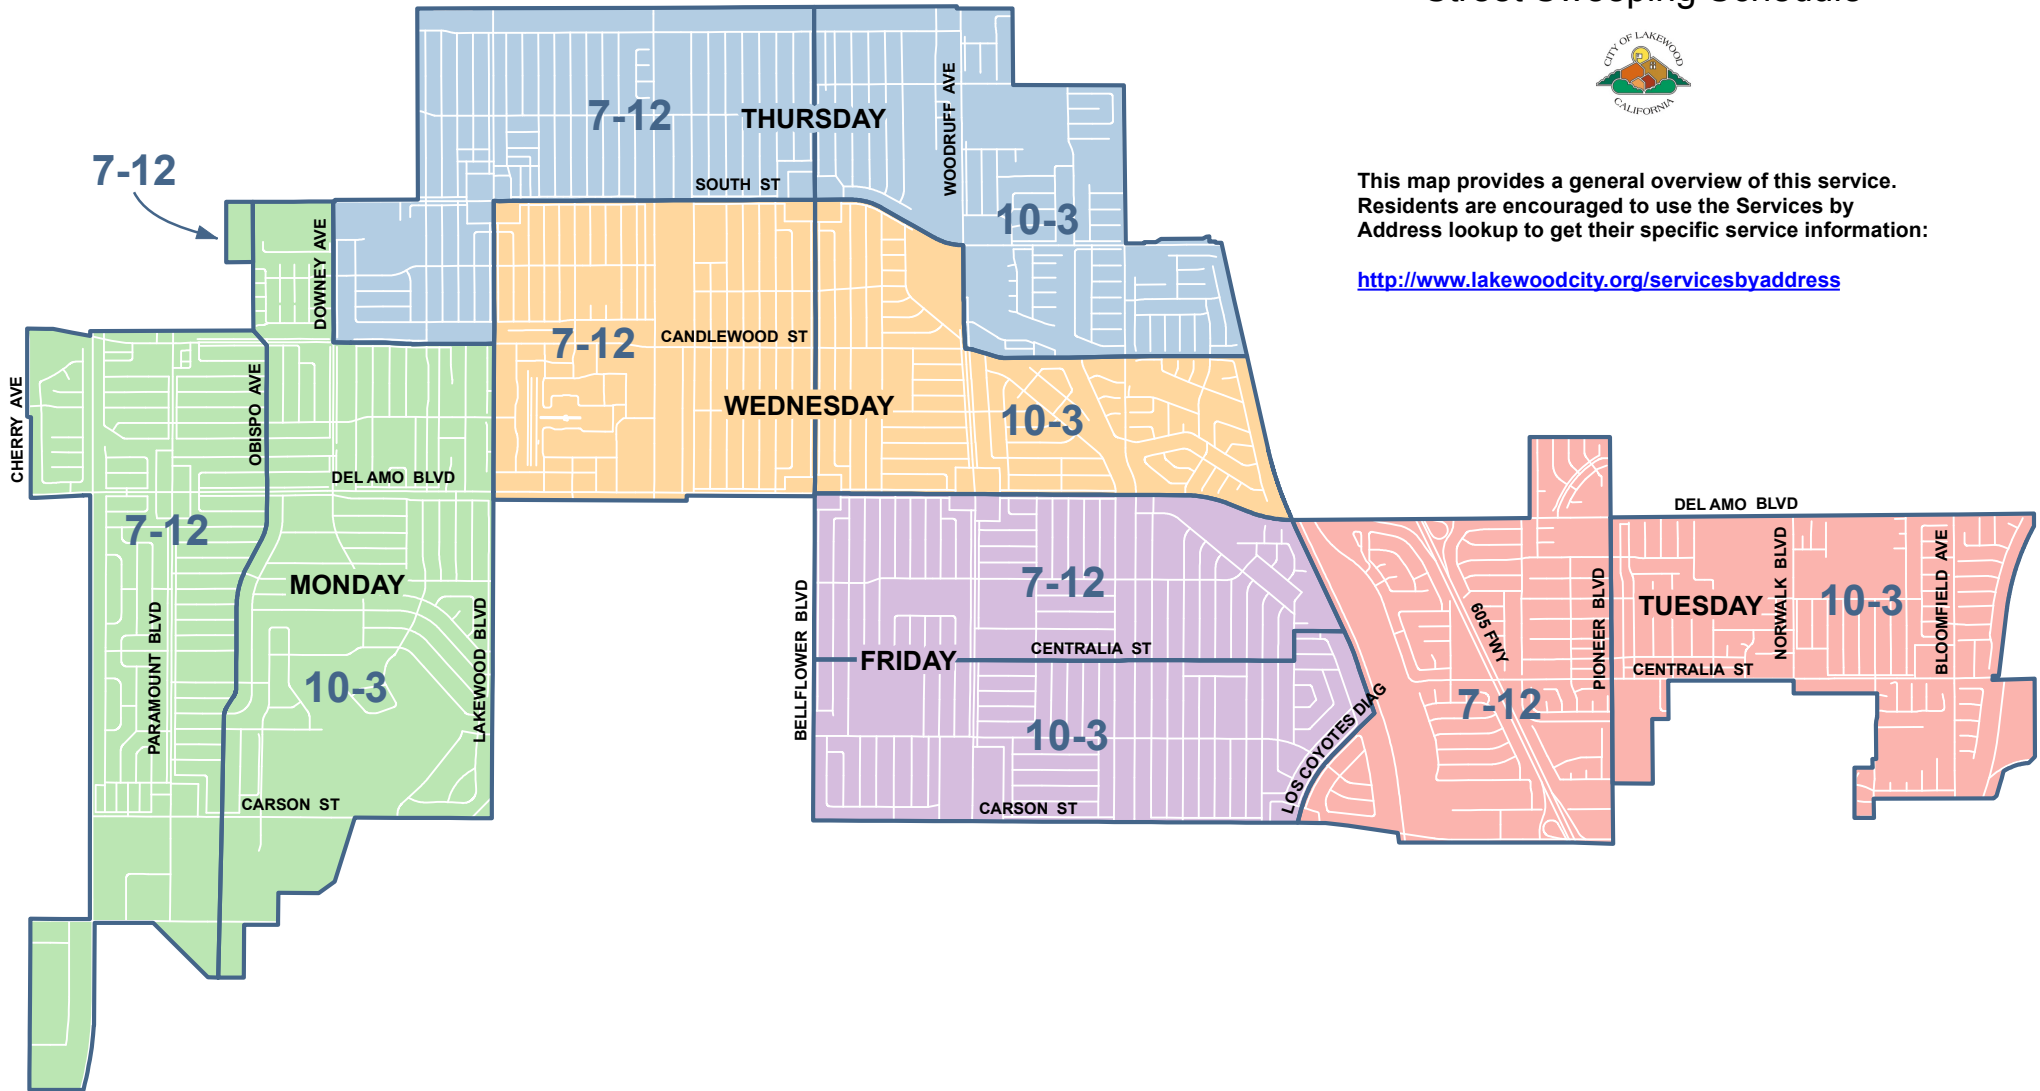 Street Sweeping Schedule
CITY OF LAKEWOOD
CALIFORNIA
This map provides a general overview of this service.
Residents are encouraged to use the Services by
Address lookup to get their specific service information:
http://www.lakewoodcity.org/servicesbyaddress
7-12
THURSDAY
WOODRUFF AVE
7-12
SOUTH ST
10-3
DOWNEY AVE
7-12
CANDLEWOOD ST
WEDNESDAY
10-3
CHERRY AVE
OBISPO AVE
DEL AMO BLVD
7-12
MONDAY
PARAMOUNT BLVD
LAKEWOOD BLVD
10-3
CARSON ST
BELLFLOWER BLVD
7-12
FRIDAY
CENTRALIA ST
10-3
CARSON ST
LOS COYOTES DIAG
605 FWY
7-12
PIONEER BLVD
DEL AMO BLVD
TUESDAY
NORWALK BLVD
10-3
BLOOMFIELD AVE
CENTRALIA ST